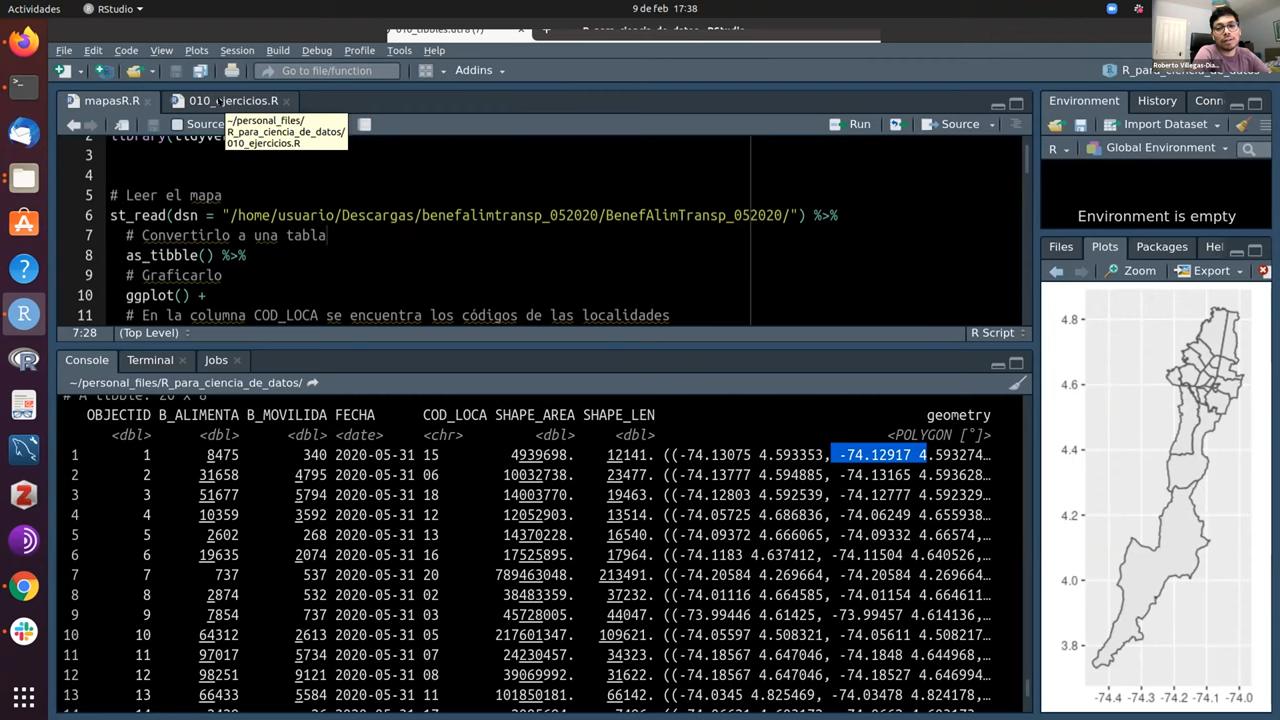 Actividades
RStudio
9 de feb 17:38
010_tibbles.utf8 (7)
R_para_ciencia_de_datos - RStudio
Roberto Villegas-Dia
File Edit Code View Plots Session Build Debug Profile Tools Help
Go to file/function
Addins
R_para_ciencia_de_datos
mapasR.R
010_ejercicios.R
Source
~/personal_files/
R_para_ciencia_de_datos/
010_ejercicios.R
Run
Source
2
3
4
5 # Leer el mapa
6 st_read(dsn = "/home/usuario/Descargas/benefalimtransp_052020/BenefAlimTransp_052020/") %>%
7 # Convertirlo a una tabla
8 as_tibble() %>%
9 # Graficarlo
10 ggplot() +
11 # En la columna COD_LOCA se encuentra los códigos de las localidades
7:28 (Top Level) R Script
Console Terminal Jobs
~/personal_files/R_para_ciencia_de_datos/
# A tibble: 20 x 8
OBJECTID B_ALIMENTA B_MOVILIDA FECHA COD_LOCA SHAPE_AREA SHAPE_LEN geometry
<dbl> <dbl> <dbl> <date> <chr> <dbl> <dbl> <POLYGON [°]>
1 1 8475 340 2020-05-31 15 4939698. 12141. ((-74.13075 4.593353, -74.12917 4.593274…
2 2 31658 4795 2020-05-31 06 10032738. 23477. ((-74.13777 4.594885, -74.13165 4.593628…
3 3 51677 5794 2020-05-31 18 14003770. 19463. ((-74.12803 4.592539, -74.12777 4.592329…
4 4 10359 3592 2020-05-31 12 12052903. 13514. ((-74.05725 4.686836, -74.06249 4.655938…
5 5 2602 268 2020-05-31 13 14370228. 16540. ((-74.09372 4.666065, -74.09332 4.66574,…
6 6 19635 2074 2020-05-31 16 17525895. 17964. ((-74.1183 4.637412, -74.11504 4.640526,…
7 7 737 537 2020-05-31 20 789463048. 213491. ((-74.20584 4.269664, -74.20584 4.269664…
8 8 2874 532 2020-05-31 02 38483359. 37232. ((-74.01116 4.664585, -74.01154 4.664611…
9 9 7854 737 2020-05-31 03 45728005. 44047. ((-73.99446 4.61425, -73.99457 4.614136,…
10 10 64312 2613 2020-05-31 05 217601347. 109621. ((-74.05597 4.508321, -74.05611 4.508217…
11 11 97017 5734 2020-05-31 07 24230457. 34323. ((-74.18567 4.647046, -74.1848 4.644968,…
12 12 98251 9121 2020-05-31 08 39069992. 31622. ((-74.18567 4.647046, -74.18527 4.646994…
13 13 66433 5584 2020-05-31 11 101850181. 66142. ((-74.0345 4.825469, -74.03478 4.824178,…
Environment History Conn
Import Dataset
R
Global Environment
Environment is empty
Files Plots Packages Hel
Zoom
Export
4.8
4.6
4.4
4.2
4.0
3.8
-74.4 -74.3 -74.2 -74.1 -74.0